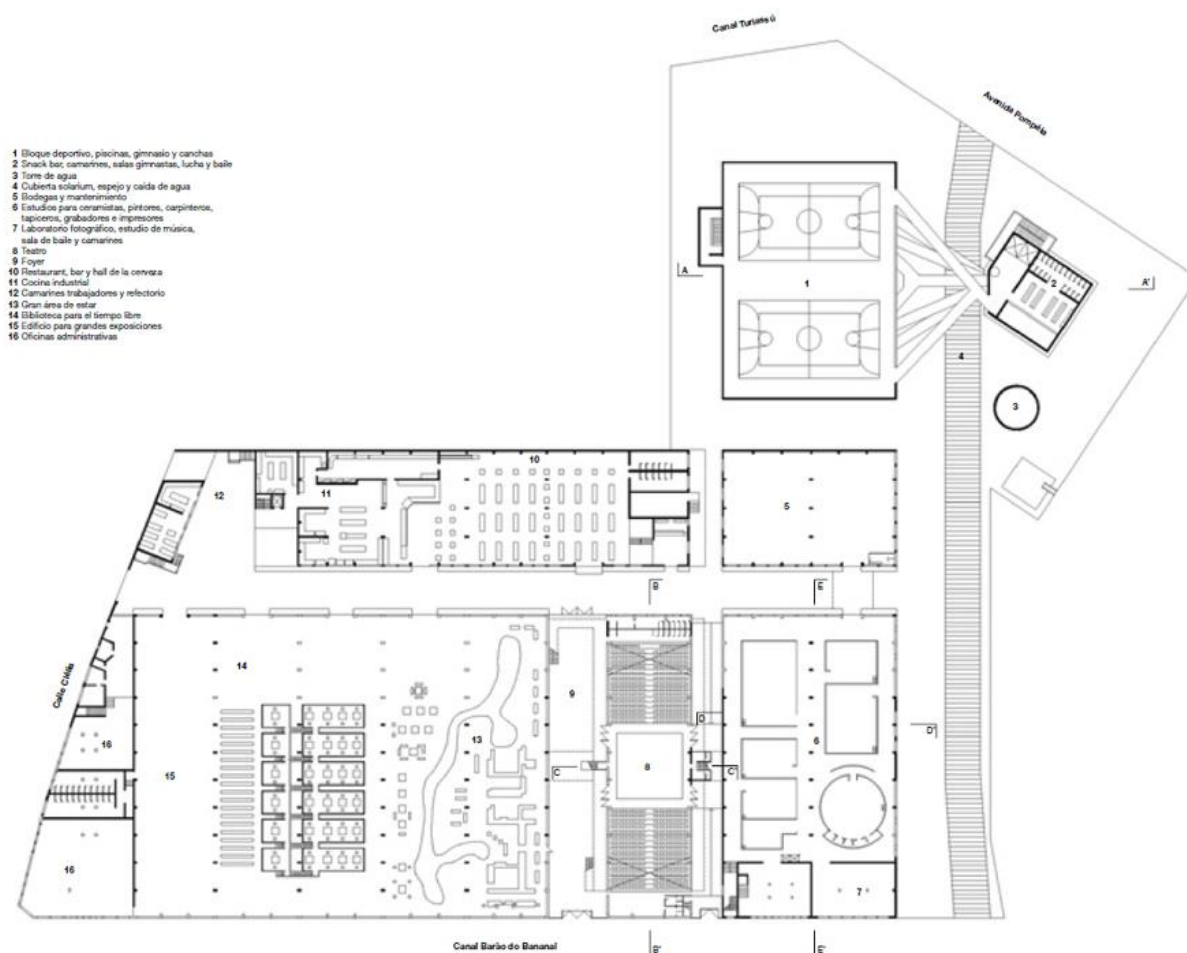 Canal Turiassú
Avenida Pompéia
1 Bloque deportivo, piscinas, gimnasio y canchas
2 Snack bar, camarines, salas gimnastas, lucha y baile
3 Torre de agua
4 Cubierta solarium, espejo y caída de agua
5 Bodegas y mantenimiento
6 Estudios para ceramistas, pintores, carpinteros,
tapiceros, grabadores e impresores
7 Laboratorio fotográfico, estudio de música,
sala de baile y camarines
8 Teatro
9 Foyer
10 Restaurant, bar y hall de la cerveza
11 Cocina industrial
12 Camarines trabajadores y refectorio
13 Gran área de estar
14 Biblioteca para el tiempo libre
15 Edificio para grandes exposiciones
16 Oficinas administrativas
A
1
2
A'
4
3
10
11
12
5
B
E
14
9
Calle Clélia
D
D'
13
6
16
15
C
8
C'
16
7
Canal Barão do Bananal
B'
E'